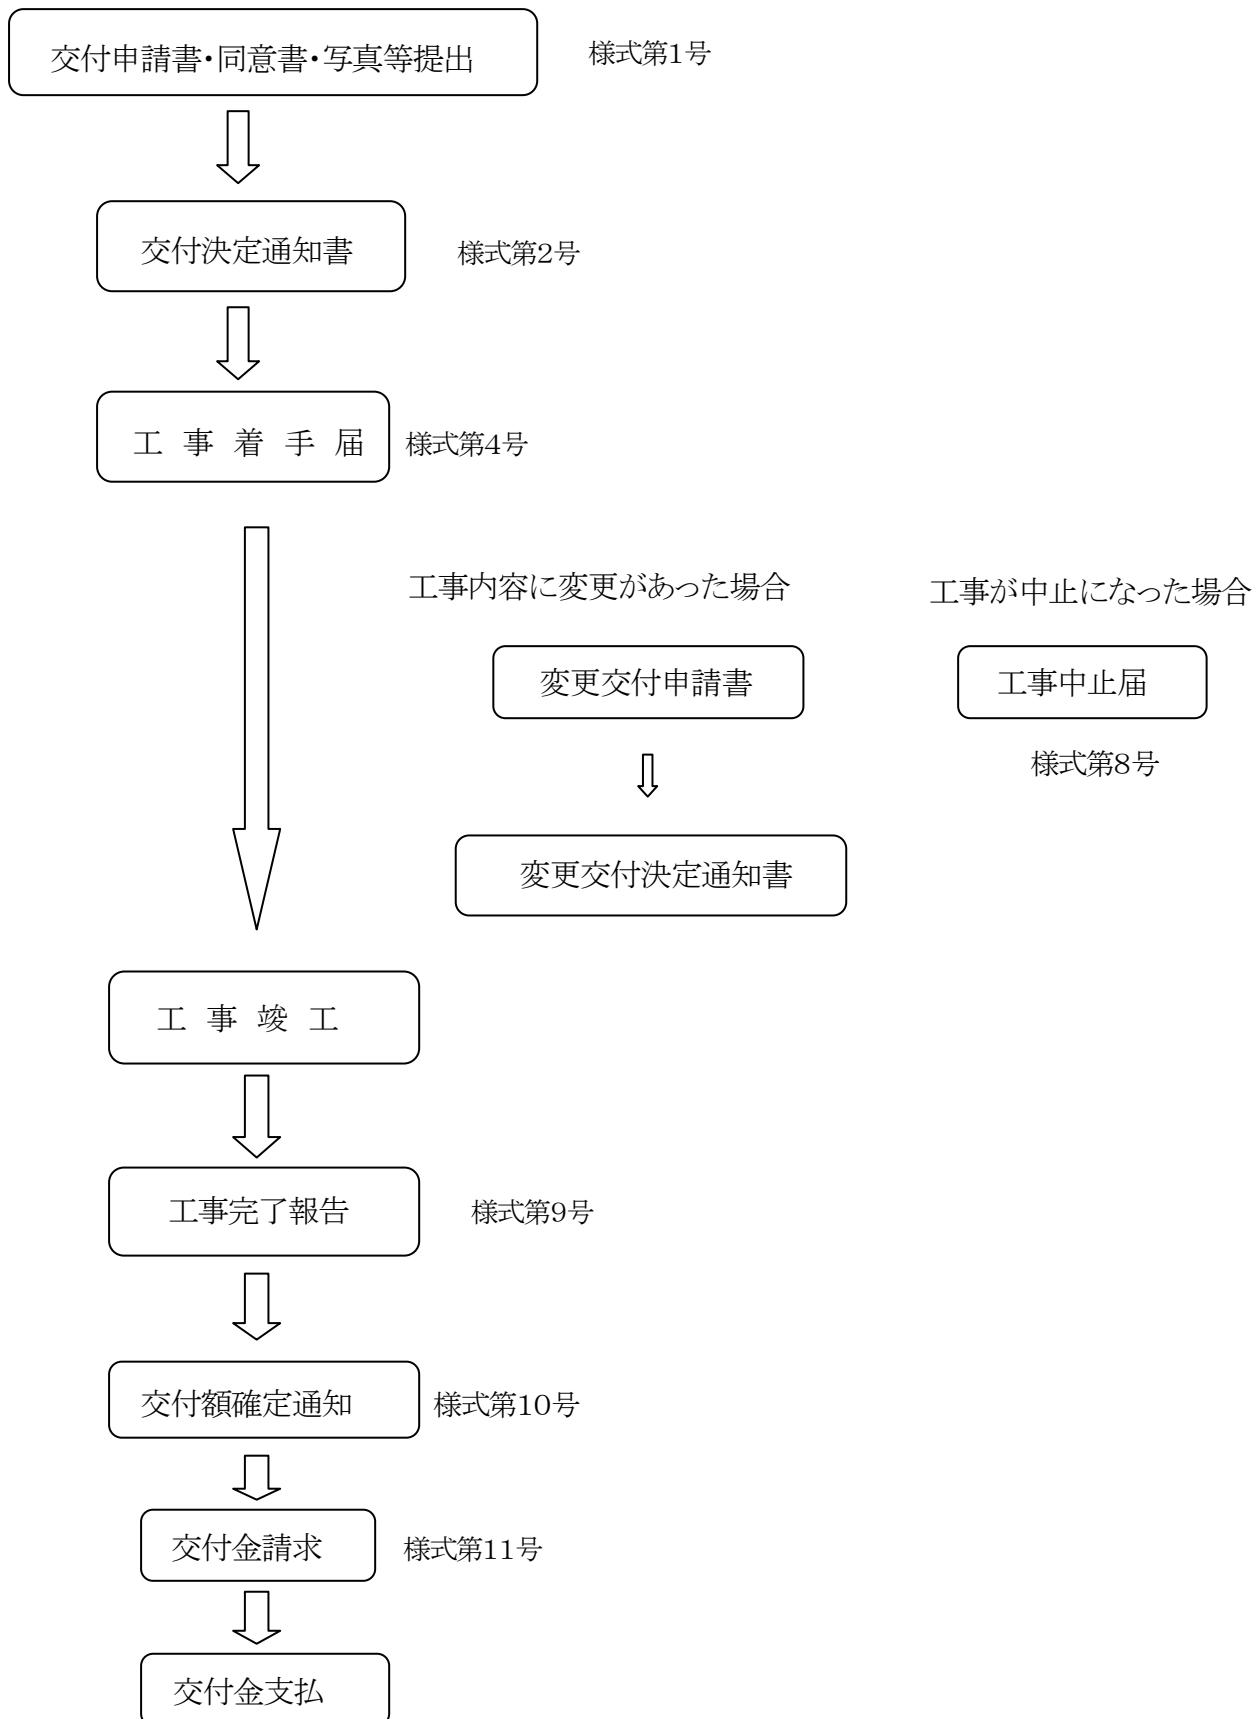 交付申請書・同意書・写真等提出 様式第1号
交付決定通知書 様式第2号
工 事 着 手 届 様式第4号
工事内容に変更があった場合 工事が中止になった場合
変更交付申請書 工事中止届
様式第8号
変更交付決定通知書
工 事 竣 工
工事完了報告 様式第9号
交付額確定通知 様式第10号
交付金請求 様式第11号
交付金支払